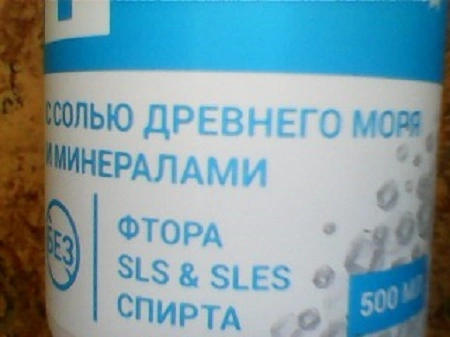 С СОЛЬЮ ДРЕВНЕГО МОРЯ
И МИНЕРАЛАМИ
БЕЗ
ФТОРА
SLS & SLES
СПИРТА
500 МЛ